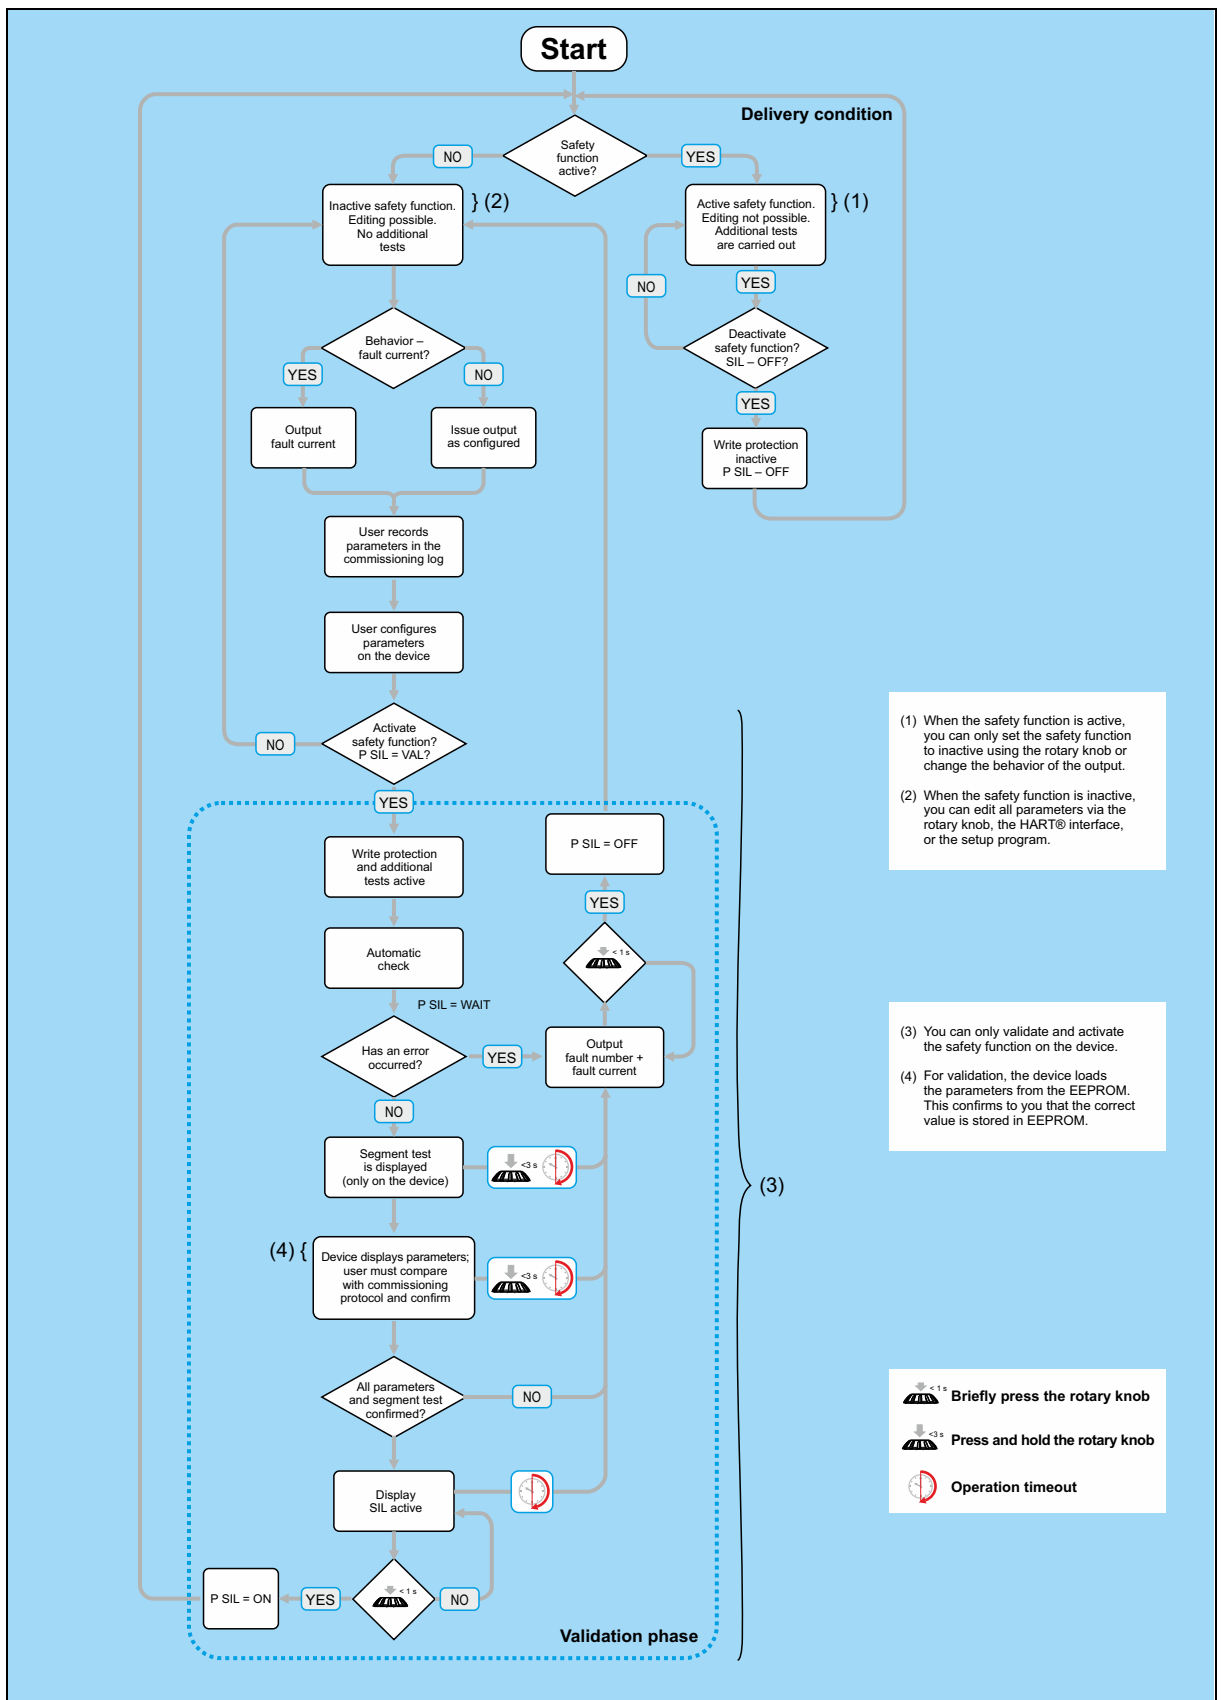 Start
Delivery condition
Safety
function
active?
NO
YES
Inactive safety function.
Editing possible.
No additional
tests
} (2)
Active safety function.
Editing not possible.
Additional tests
are carried out
} (1)
NO
YES
Behavior –
fault current?
Deactivate
safety function?
SIL – OFF?
YES
NO
YES
Output
fault current
Issue output
as configured
Write protection
inactive
P SIL – OFF
User records
parameters in the
commissioning log
User configures
parameters
on the device
Activate
safety function?
P SIL = VAL?
NO
YES
Write protection
and additional
tests active
P SIL = OFF
YES
Automatic
check
< 1 s
P SIL = WAIT
Has an error
occurred?
YES
Output
fault number +
fault current
NO
Segment test
is displayed
(only on the device)
<3 s
(3)
(4) {
Device displays parameters;
user must compare
with commissioning
protocol and confirm
<3 s
All parameters
and segment test
confirmed?
NO
Display
SIL active
P SIL = ON
YES
< 1 s
NO
Validation phase
(1) When the safety function is active,
you can only set the safety function
to inactive using the rotary knob or
change the behavior of the output.
(2) When the safety function is inactive,
you can edit all parameters via the
rotary knob, the HART® interface,
or the setup program.
(3) You can only validate and activate
the safety function on the device.
(4) For validation, the device loads
the parameters from the EEPROM.
This confirms to you that the correct
value is stored in EEPROM.
< 1 s Briefly press the rotary knob
<3 s Press and hold the rotary knob
Operation timeout